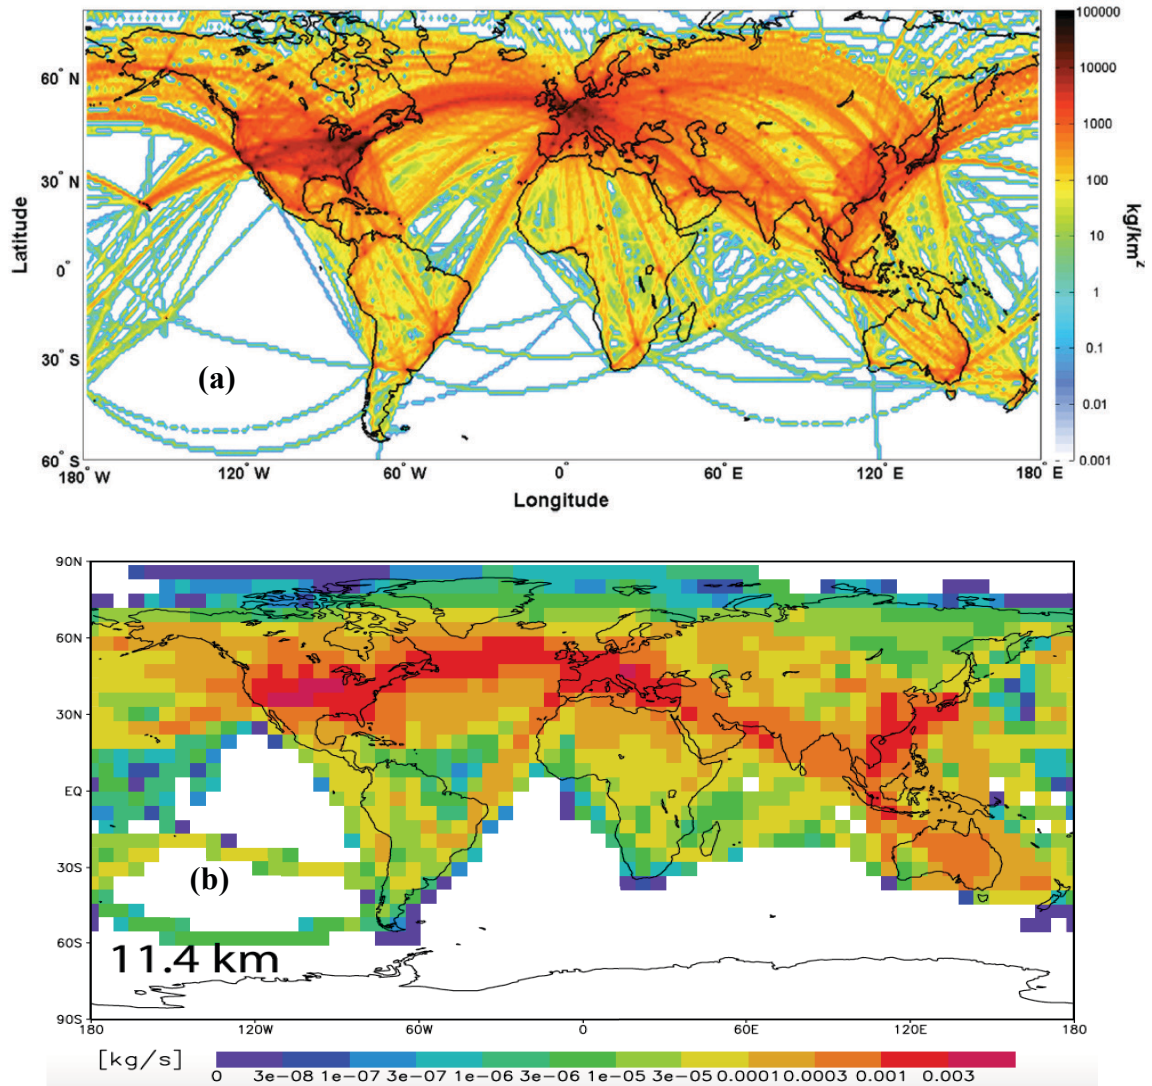 100000
10000
1000
100
10
1
0.1
0.01
0.001
kg/km²
60° N
30° N
0°
30° S
60° S
Latitude
(a)
180° W
120° W
60° W
0°
60° E
120° E
180° E
Longitude
90N
60N
30N
EQ
30S
60S
90S
(b)
11.4 km
180
120W
60W
0
60E
120E
180
[kg/s]
0 3e-08 1e-07 3e-07 1e-06 3e-06 1e-05 3e-05 0.0001 0.0003 0.001 0.003